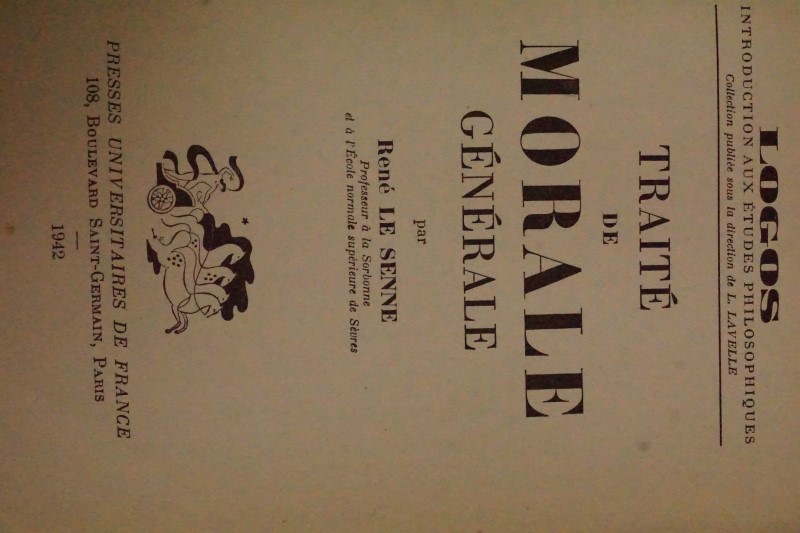 LOGOS
INTRODUCTION AUX ÉTUDES PHILOSOPHIQUES
Collection publiée sous la direction de L. LAVELLE
TRAITÉ
DE
MORALE
GÉNÉRALE
par
René LE SENNE
Professeur à la Sorbonne
et à l'École normale supérieure de Sèvres
PRESSES UNIVERSITAIRES DE FRANCE
108, BOULEVARD SAINT-GERMAIN, PARIS
1942